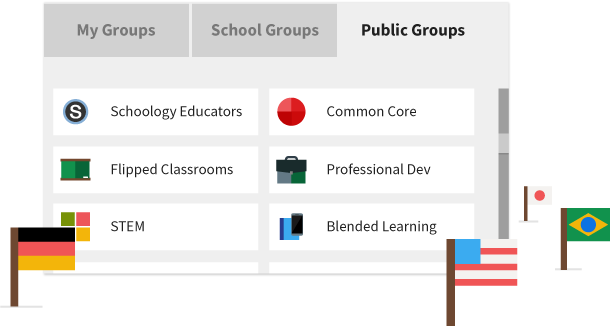 My Groups
School Groups
Public Groups
S
Schoology Educators
Common Core
Flipped Classrooms
Professional Dev
STEM
Blended Learning